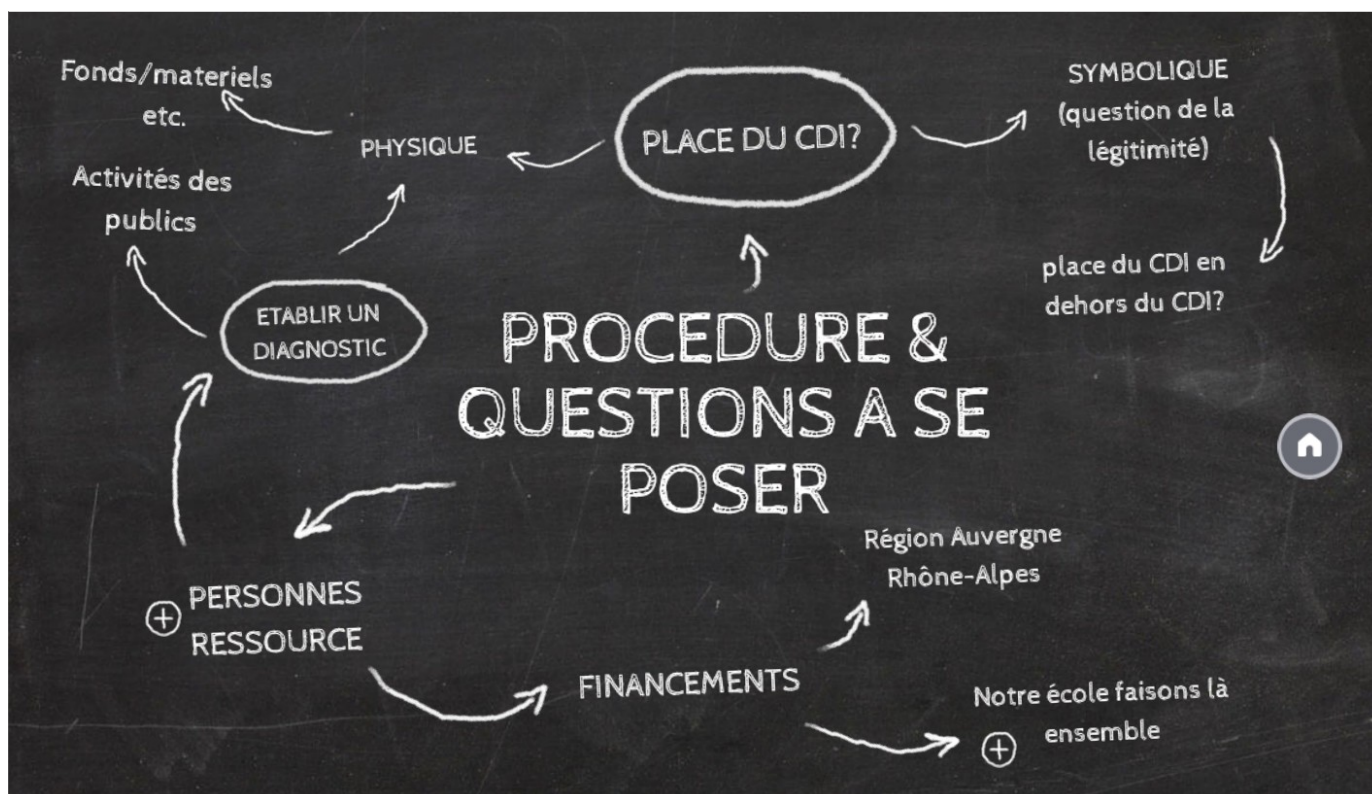 Fonds/materiels
etc.
PHYSIQUE
PLACE DU CDI?
SYMBOLIQUE
(question de la
légitimité)
Activités des
publics
place du CDI en
dehors du CDI?
ETABLIR UN
DIAGNOSTIC
PROCEDURE &
QUESTIONS A SE
POSER
PERSONNES
RESSOURCE
FINANCEMENTS
Région Auvergne
Rhône-Alpes
Notre école faisons là
ensemble